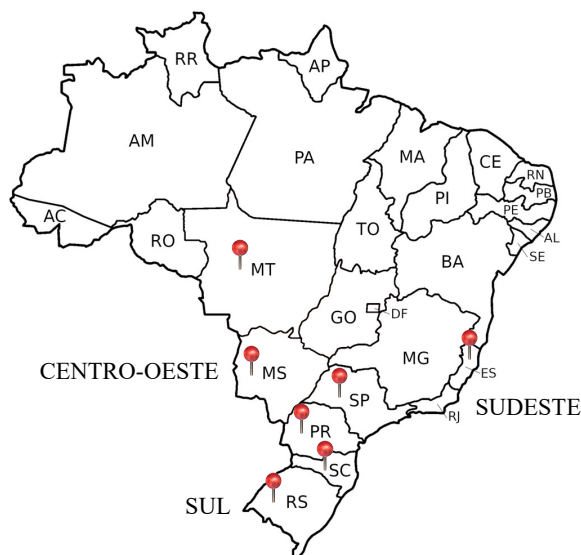 RR
AP
AM
PA
MA
CE
RN
PB
PE
PI
AC
TO
AL
SE
RO
BA
MT
GO
DF
MG
CENTRO-OESTE
MS
ES
SP
SUDESTE
RJ
PR
SC
SUL
RS